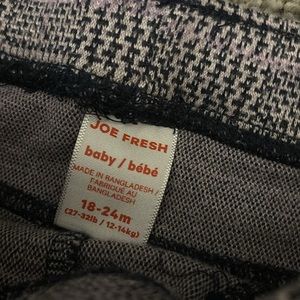 JOE FRESH
baby / bébé
MADE IN BANGLADESH /
FABRIQUÉ AU
BANGLADESH
18-24m
(27-32lb / 12-14kg)